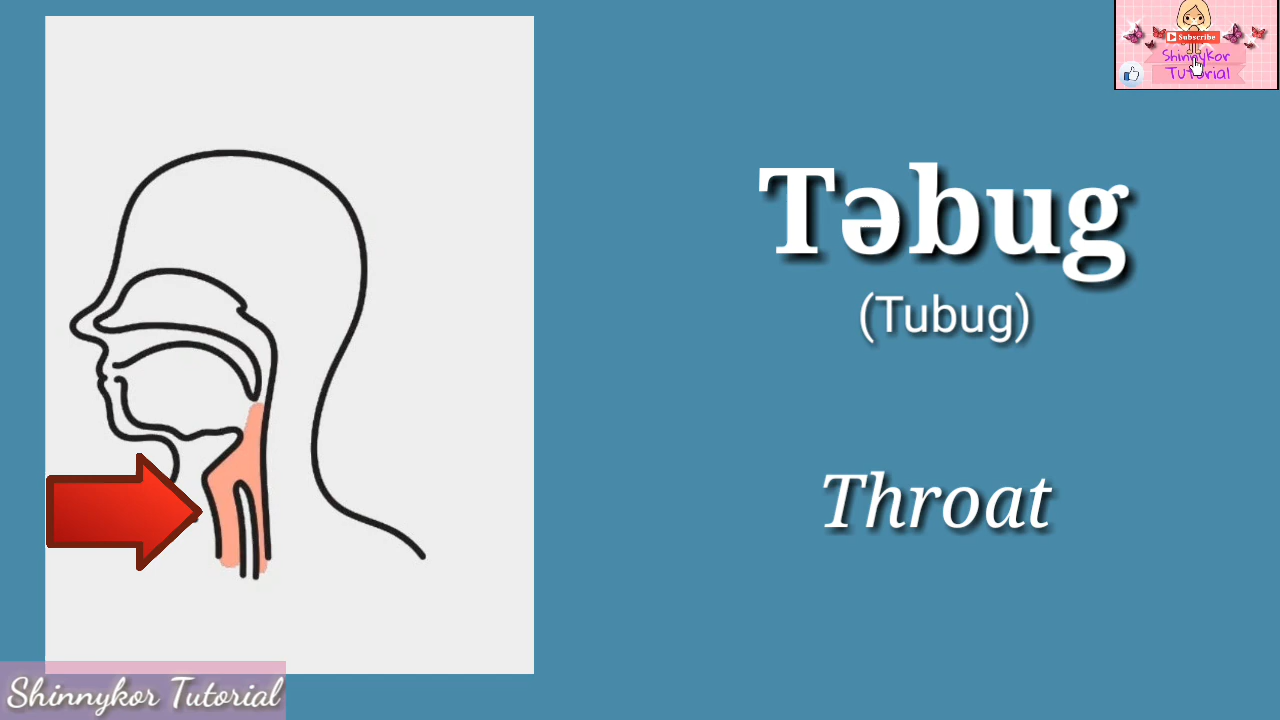 Subscribe
Shinnykor
Tutorial
Təbug
(Tubug)
Throat
Shinnykor Tutorial